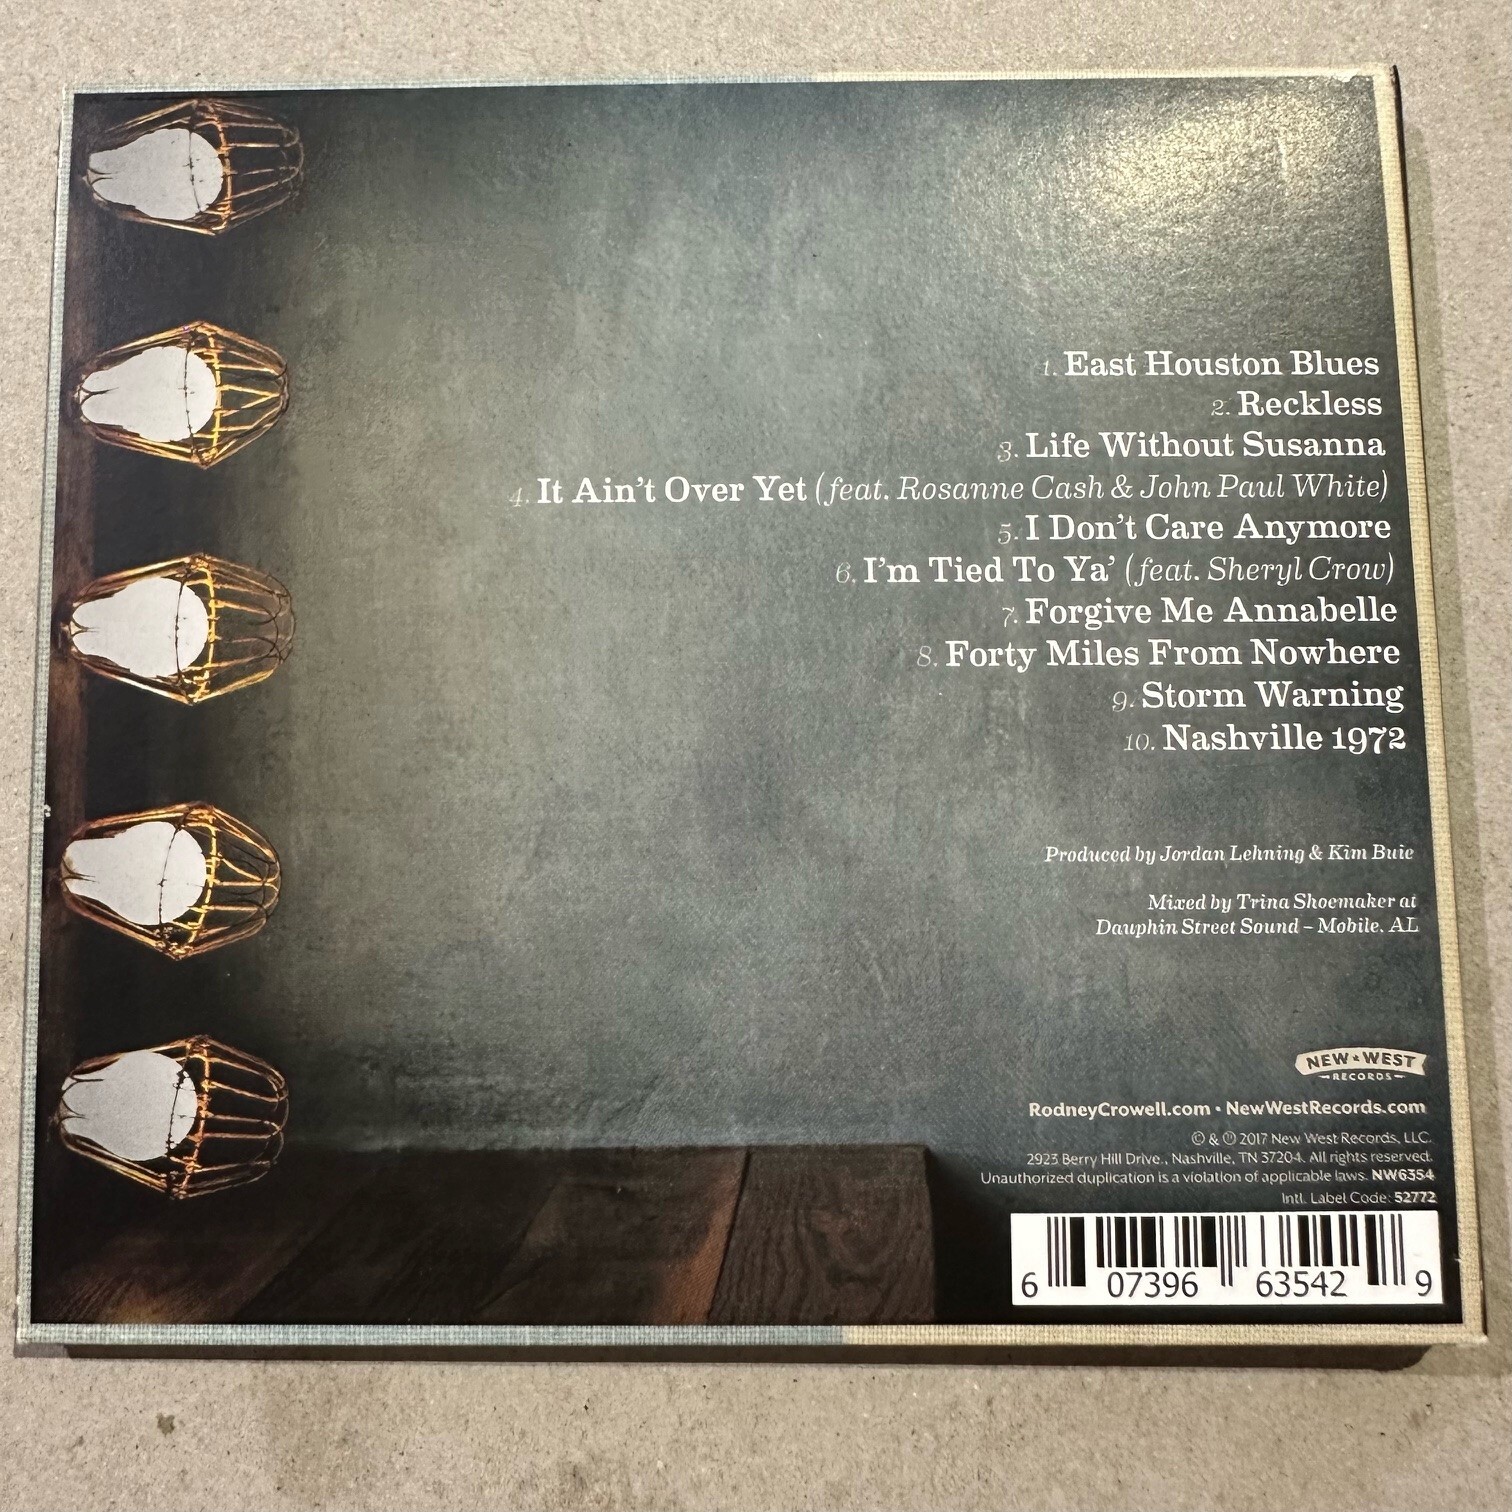 1. East Houston Blues
2. Reckless
3. Life Without Susanna
4. It Ain't Over Yet (feat. Rosanne Cash & John Paul White)
5. I Don't Care Anymore
6. I'm Tied To Ya' (feat. Sheryl Crow)
7. Forgive Me Annabelle
8. Forty Miles From Nowhere
9. Storm Warning
10. Nashville 1972
Produced by Jordan Lehning & Kim Buie
Mixed by Trina Shoemaker at
Dauphin Street Sound – Mobile, AL
NEW ★ WEST
RECORDS
RodneyCrowell.com • NewWestRecords.com
© & ℗ 2017 New West Records, LLC.
2923 Berry Hill Drive., Nashville, TN 37204. All rights reserved.
Unauthorized duplication is a violation of applicable laws. NW6354
Intl. Label Code: 52772
6 07396 63542 9